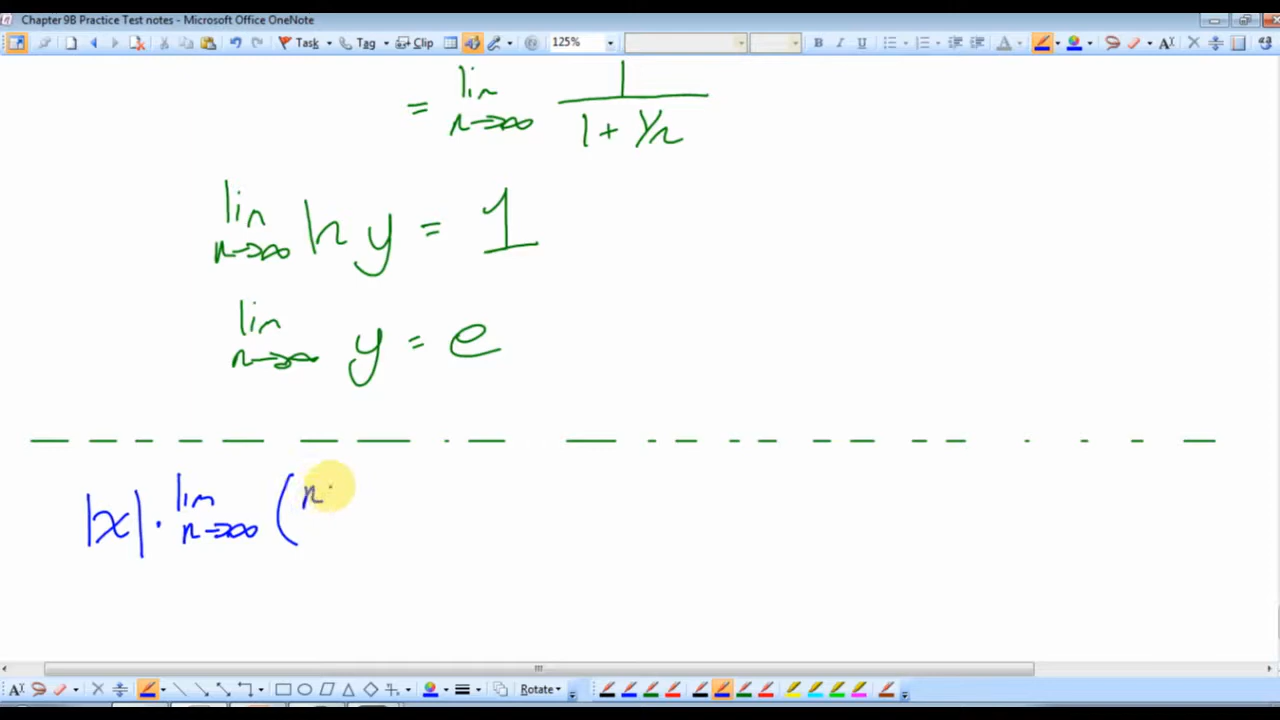 Chapter 9B Practice Test notes - Microsoft Office OneNote
Task Tag Clip 125% B I U A
= lim n→∞ 1 / (1 + 1/n)
lim n→∞ ln y = 1
lim n→∞ y = e
|x| · lim n→∞ ( n
Rotate